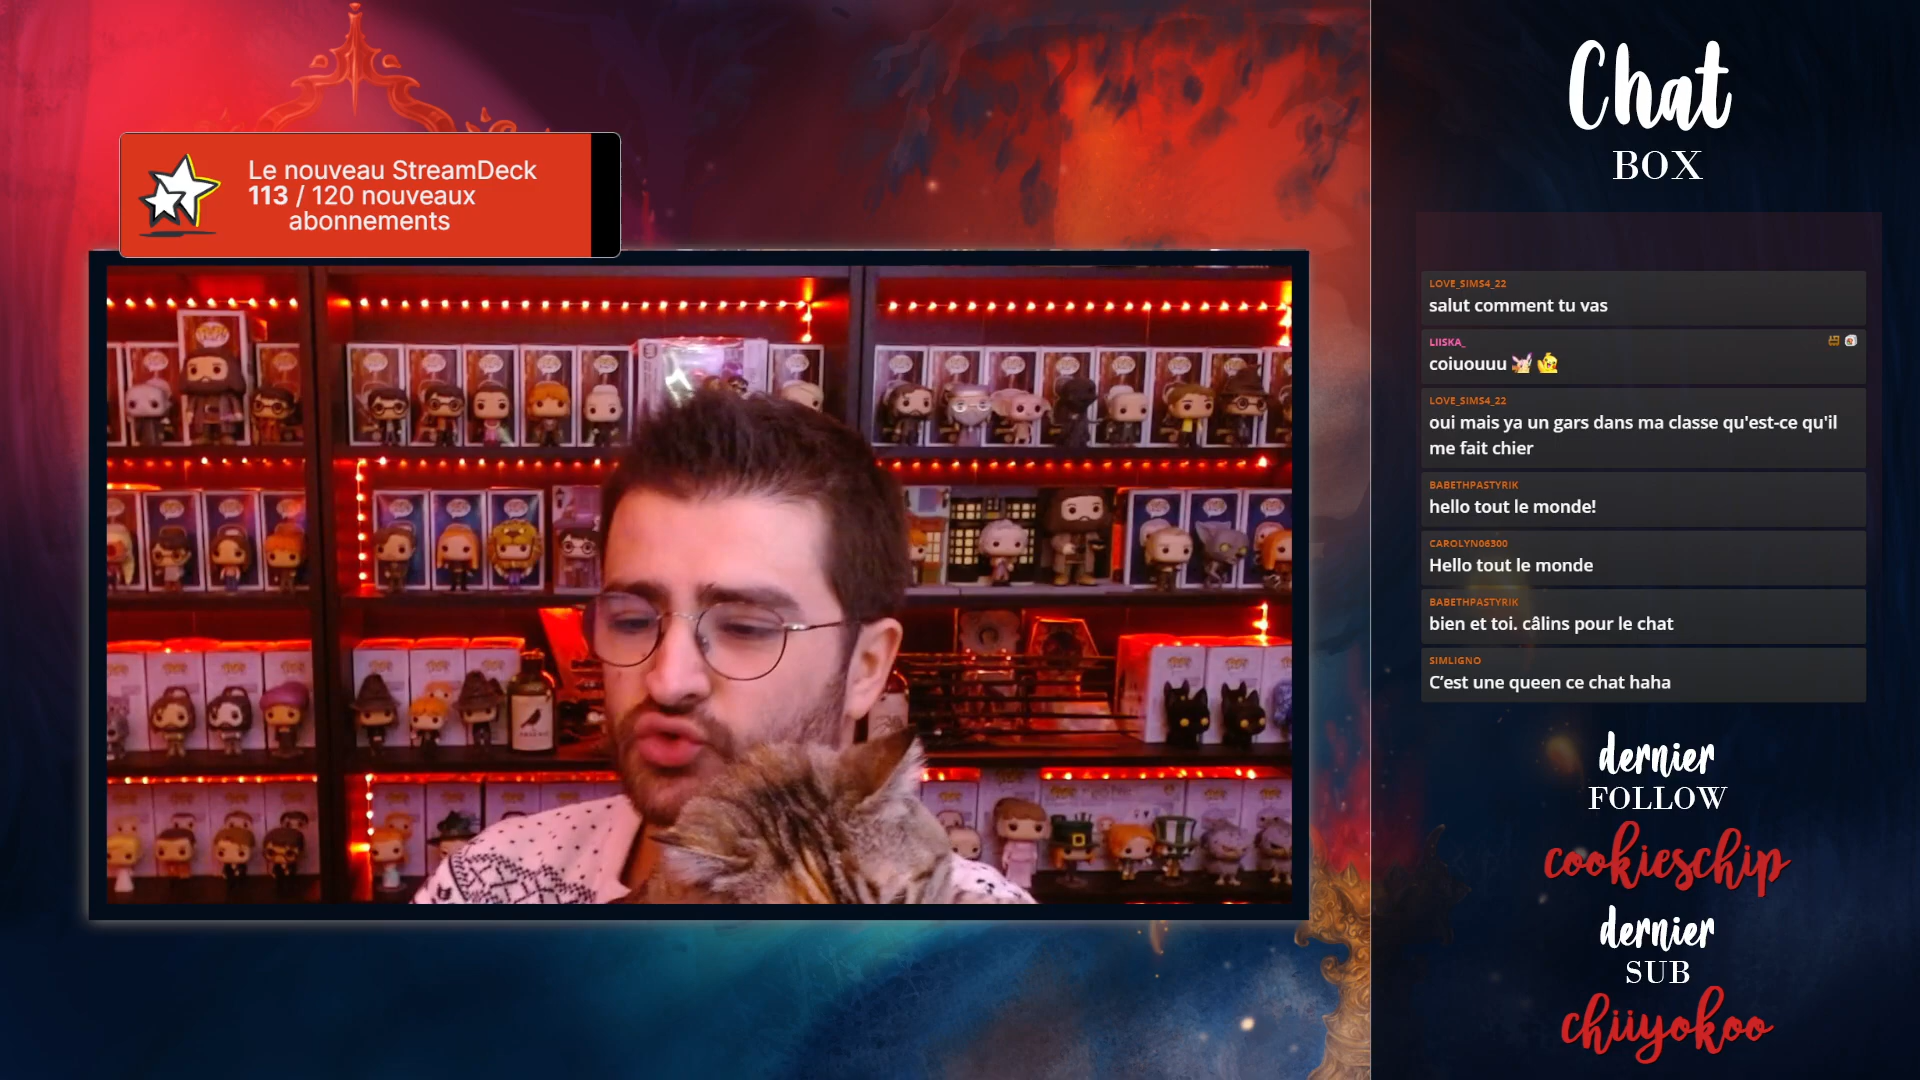 Le nouveau StreamDeck
113 / 120 nouveaux
abonnements
Chat
BOX
LOVE_SIMS4_22
salut comment tu vas
LIISKA_
coiuouuu
LOVE_SIMS4_22
oui mais ya un gars dans ma classe qu'est-ce qu'il
me fait chier
BABETHPASTYRIK
hello tout le monde!
CAROLYN06300
Hello tout le monde
BABETHPASTYRIK
bien et toi. câlins pour le chat
SIMLIGNO
C'est une queen ce chat haha
dernier
FOLLOW
cookieschip
dernier
SUB
chiiyokoo